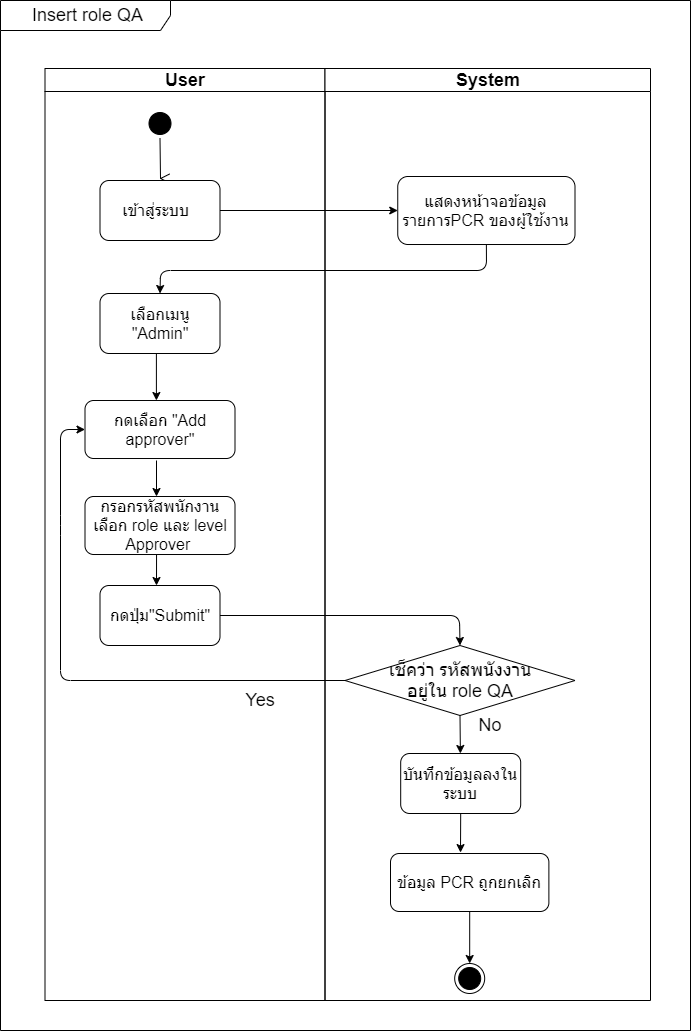 Insert role QA
User
System
เข้าสู่ระบบ
แสดงหน้าจอข้อมูล
รายการPCR ของผู้ใช้งาน
เลือกเมนู
"Admin"
กดเลือก "Add
approver"
กรอกรหัสพนักงาน
เลือก role และ level
Approver
กดปุ่ม"Submit"
เช็คว่า รหัสพนังงาน
อยู่ใน role QA
Yes
No
บันทึกข้อมูลลงใน
ระบบ
ข้อมูล PCR ถูกยกเลิก